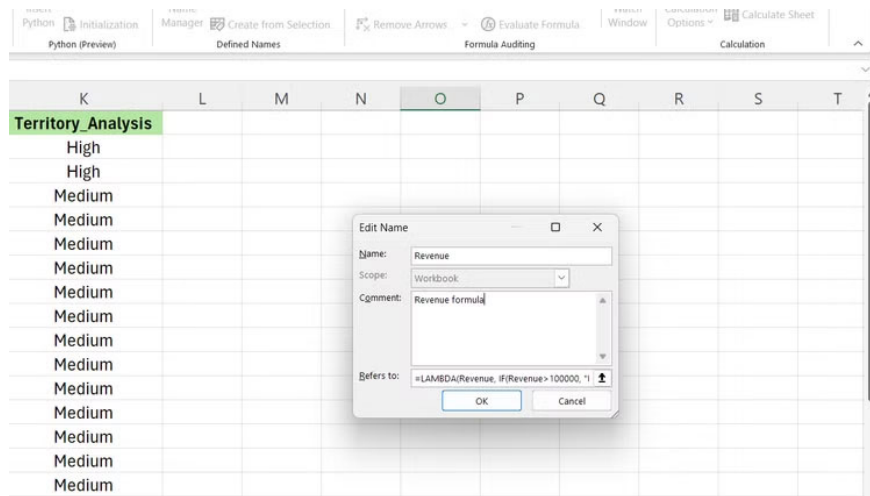 Python Initialization Manager Create from Selection Remove Arrows Evaluate Formula Window Options Calculate Sheet
Python (Preview) Defined Names Formula Auditing Calculation
K L M N O P Q R S T
Territory_Analysis
High
High
Medium
Medium
Medium
Medium
Medium
Medium
Medium
Medium
Medium
Medium
Medium
Medium
Medium
Edit Name
Name: Revenue
Scope: Workbook
Comment: Revenue formula
Refers to: =LAMBDA(Revenue, IF(Revenue>100000, "
OK Cancel